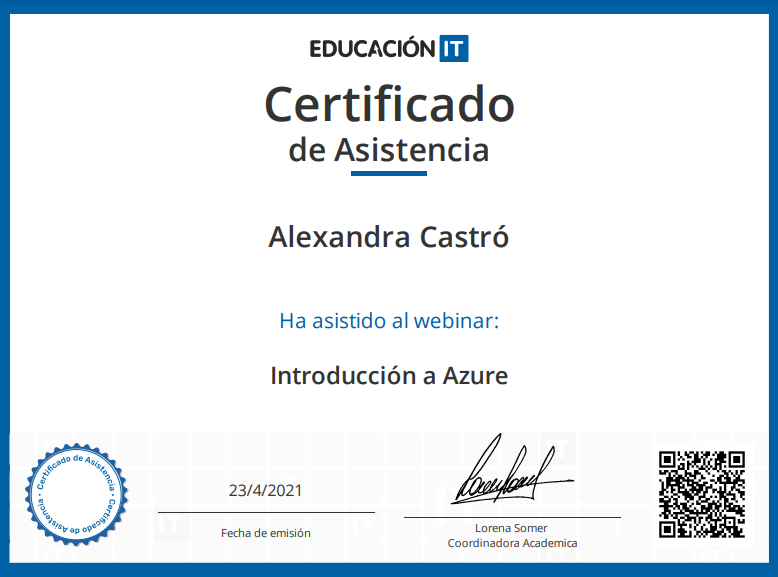 EDUCACIÓN IT
Certificado
de Asistencia
Alexandra Castró
Ha asistido al webinar:
Introducción a Azure
Certificado de Asistencia · Certificado de Asistencia ·
23/4/2021
Fecha de emisión
Lorena Somer
Coordinadora Academica